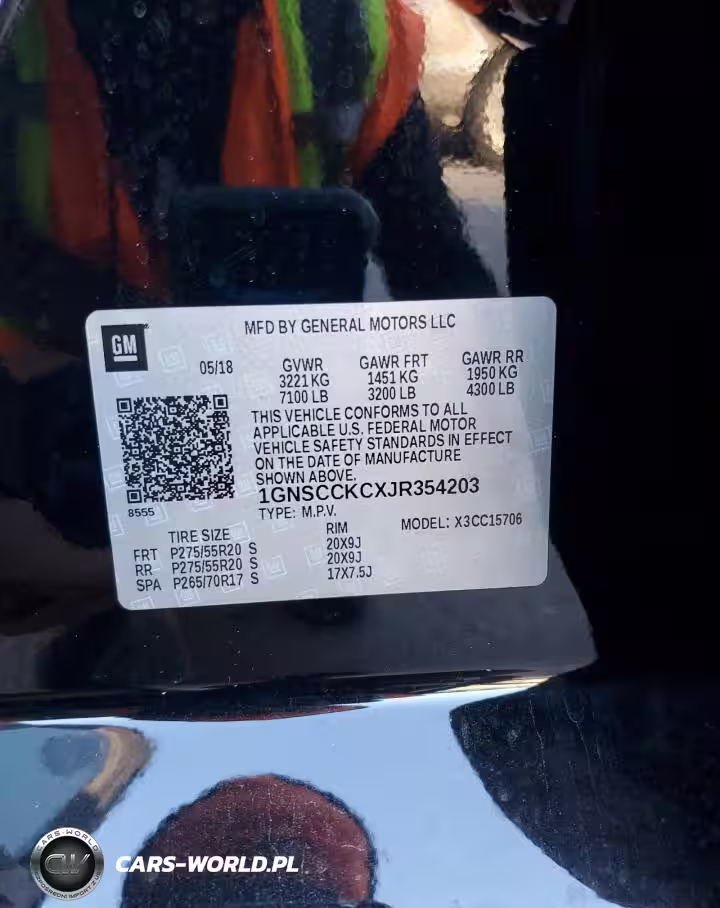 MFD BY GENERAL MOTORS LLC
GM
05/18
GVWR GAWR FRT GAWR RR
3221 KG 1451 KG 1950 KG
7100 LB 3200 LB 4300 LB
THIS VEHICLE CONFORMS TO ALL
APPLICABLE U.S. FEDERAL MOTOR
VEHICLE SAFETY STANDARDS IN EFFECT
ON THE DATE OF MANUFACTURE
SHOWN ABOVE.
1GNSCCKCXJR354203
8555
TYPE: M.P.V. MODEL: X3CC15706
TIRE SIZE RIM
FRT P275/55R20 S 20X9J
RR P275/55R20 S 20X9J
SPA P265/70R17 S 17X7.5J
CARS-WORLD
CW
CARS-WORLD.PL